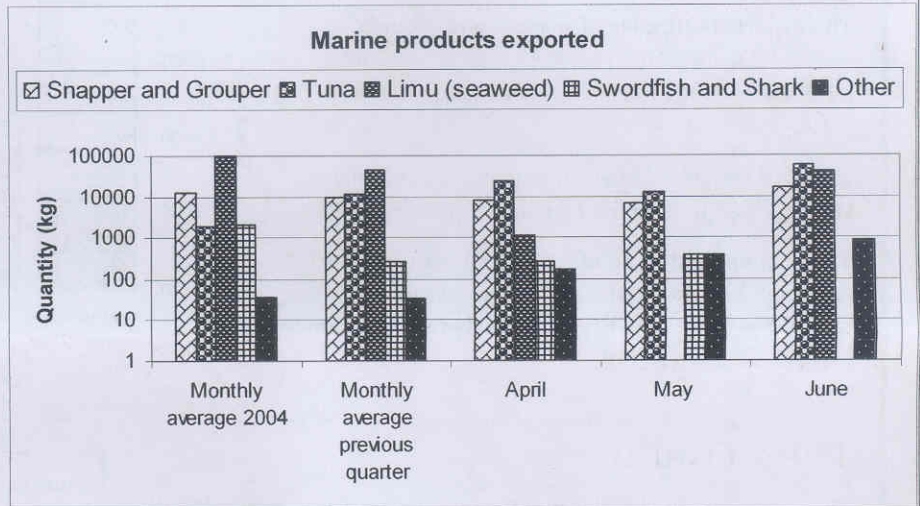 Marine products exported
Snapper and Grouper Tuna Limu (seaweed) Swordfish and Shark Other
100000
10000
1000
100
10
1
Quantity (kg)
Monthly
average 2004
Monthly
average
previous
quarter
April
May
June